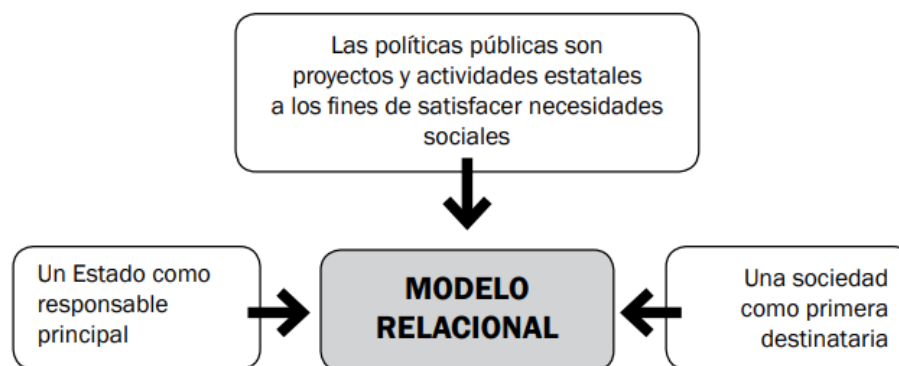 Las políticas públicas son
proyectos y actividades estatales
a los fines de satisfacer necesidades
sociales
Un Estado como
responsable
principal
MODELO
RELACIONAL
Una sociedad
como primera
destinataria